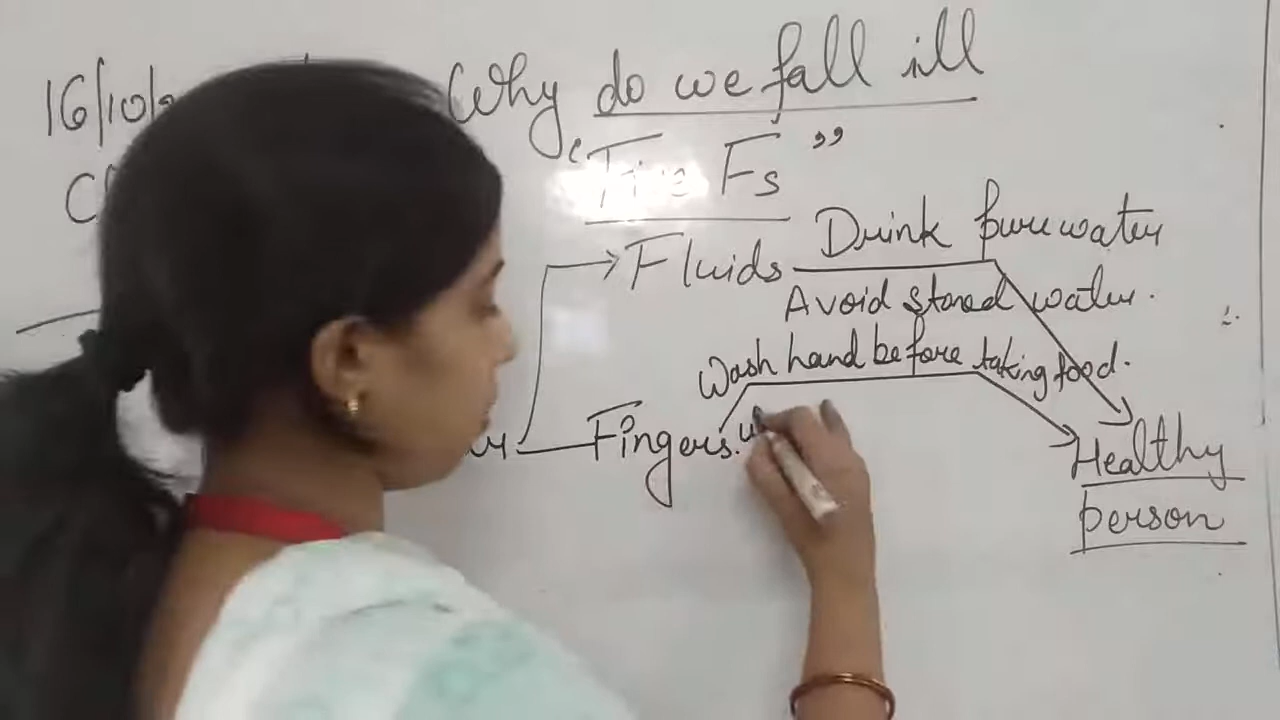 16/10/
Why do we fall ill
"Five Fs"
Fluids Drink pure water
Avoid stored water.
Wash hand before taking food.
Fingers.
Healthy
person